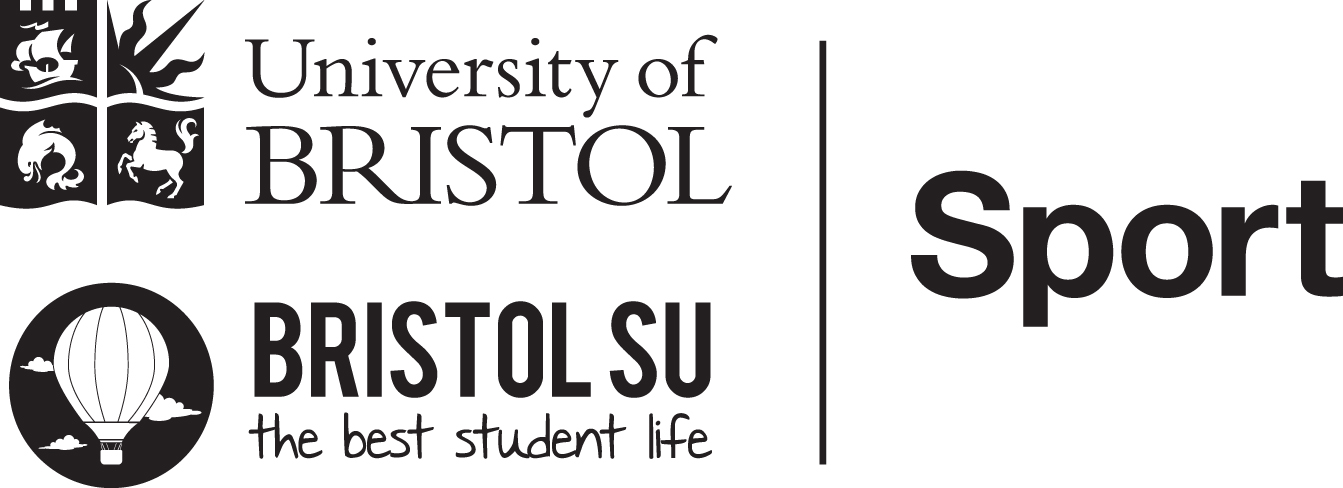 University of
BRISTOL
BRISTOL SU
the best student life
Sport